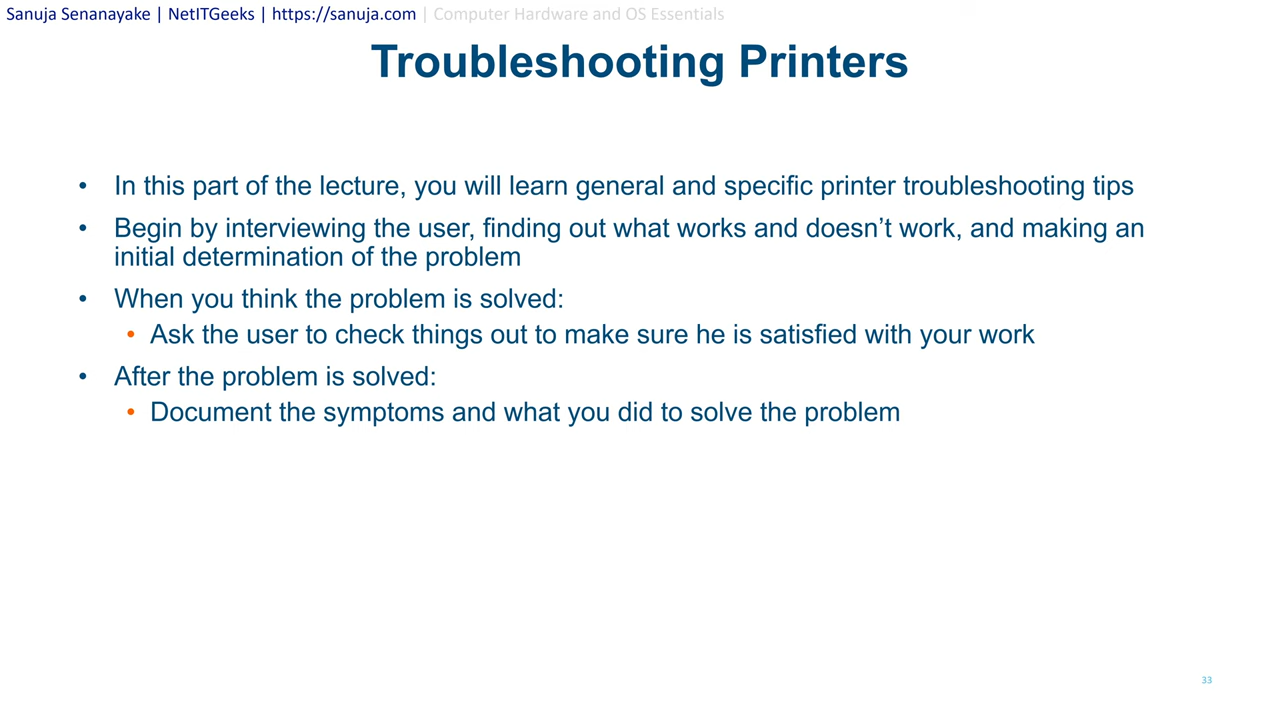 Sanuja Senanayake | NetITGeeks | https://sanuja.com | Computer Hardware and OS Essentials
Troubleshooting Printers
• In this part of the lecture, you will learn general and specific printer troubleshooting tips
• Begin by interviewing the user, finding out what works and doesn’t work, and making an
initial determination of the problem
• When you think the problem is solved:
• Ask the user to check things out to make sure he is satisfied with your work
• After the problem is solved:
• Document the symptoms and what you did to solve the problem
33